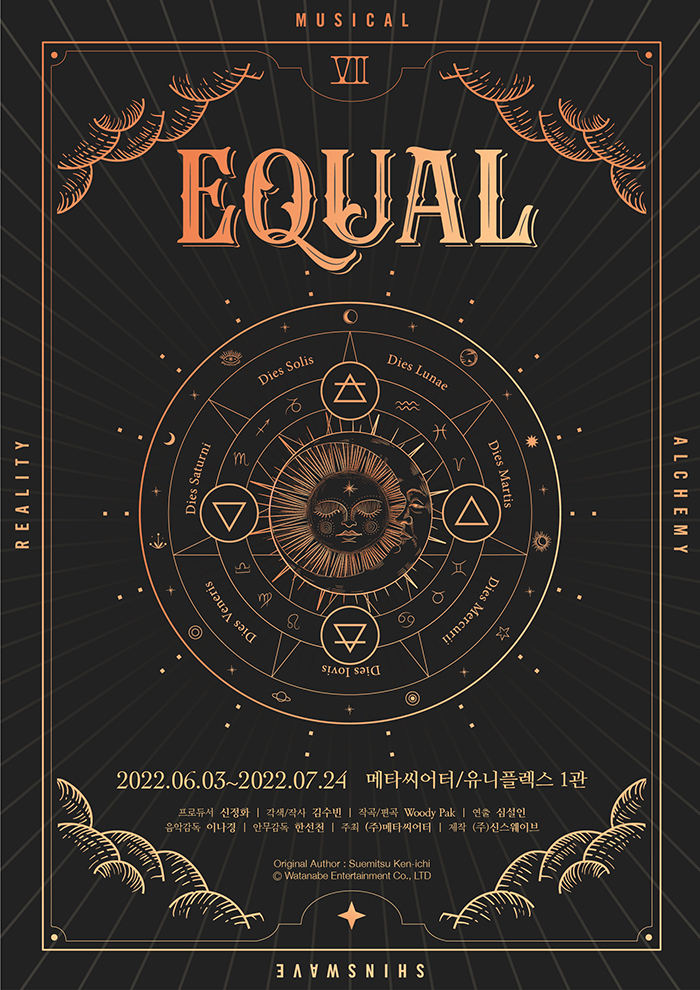 MUSICAL
VII
EQUAL
Dies Solis
Dies Lunae
Dies Martis
Dies Mercurii
Dies Iovis
Dies Veneris
Dies Saturni
REALITY
ALCHEMY
2022.06.03~2022.07.24 메타씨어터/유니플렉스 1관
프로듀서 신정화 | 각색/작사 김수빈 | 작곡/편곡 Woody Pak | 연출 심설인
음악감독 이나경 | 안무감독 한선천 | 주최 (주)메타씨어터 | 제작 (주)신스웨이브
Original Author : Suemitsu Ken-ichi
© Watanabe Entertainment Co., LTD
SHINSWAVE